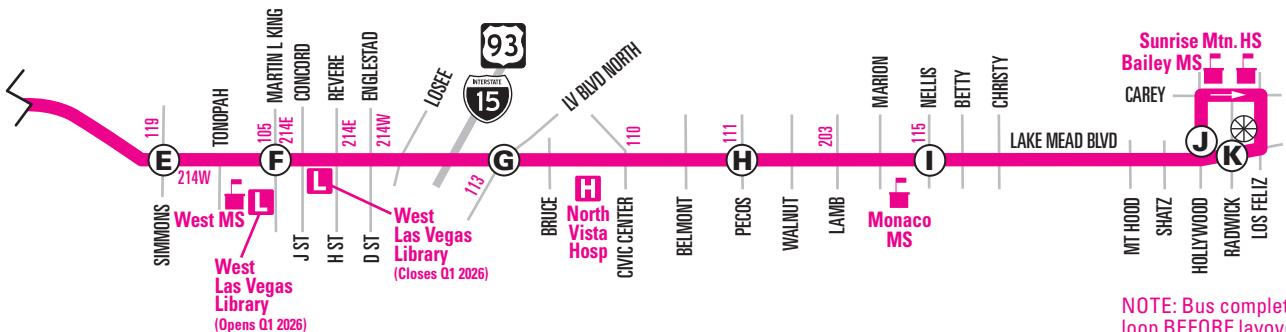 93
INTERSTATE
15
Sunrise Mtn. HS
Bailey MS
CAREY
119
TONOPAH
MARTIN L KING
105
214E
CONCORD
REVERE
214E
ENGLESTAD
214W
LOSEE
LV BLVD NORTH
110
111
203
MARION
NELLIS
115
BETTY
CHRISTY
LAKE MEAD BLVD
E
F
G
H
I
J
K
214W
West MS
L
L
113
H
SIMMONS
J ST
H ST
D ST
BRUCE
North
Vista
Hosp
CIVIC CENTER
BELMONT
PECOS
WALNUT
LAMB
Monaco
MS
MT HOOD
SHATZ
HOLLYWOOD
RADWICK
LOS FELIZ
West
Las Vegas
Library
(Closes Q1 2026)
West
Las Vegas
Library
(Opens Q1 2026)
NOTE: Bus complet
loop BEFORE layov